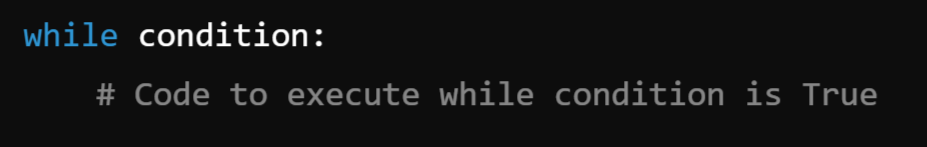 while condition:
    # Code to execute while condition is True